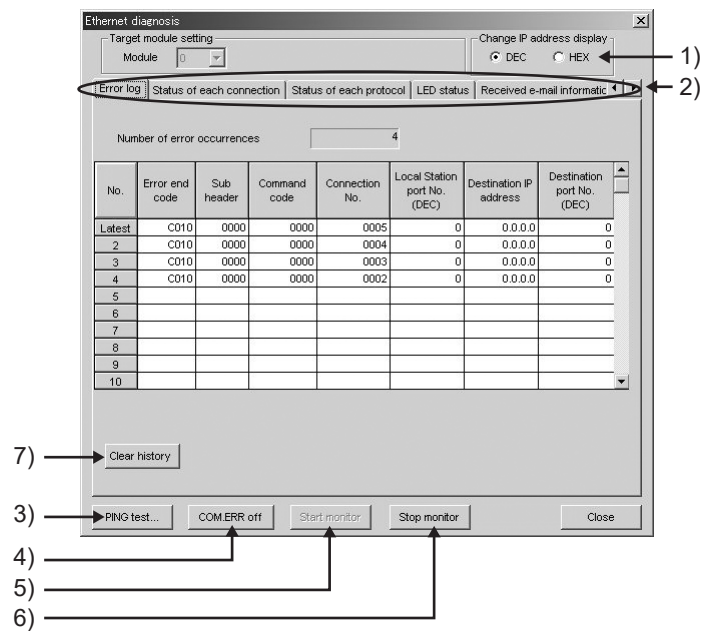 Ethernet diagnosis
Target module setting
Module 0
Change IP address display
DEC HEX
1)
Error log Status of each connection Status of each protocol LED status Received e-mail informatic
2)
Number of error occurrences 4
No. Error end code Sub header Command code Connection No. Local Station port No. (DEC) Destination IP address Destination port No. (DEC)
Latest C010 0000 0000 0005 0 0.0.0.0 0
2 C010 0000 0000 0004 0 0.0.0.0 0
3 C010 0000 0000 0003 0 0.0.0.0 0
4 C010 0000 0000 0002 0 0.0.0.0 0
5
6
7
8
9
10
7) Clear history
3) PING test... COM.ERR off Start monitor Stop monitor Close
4)
5)
6)